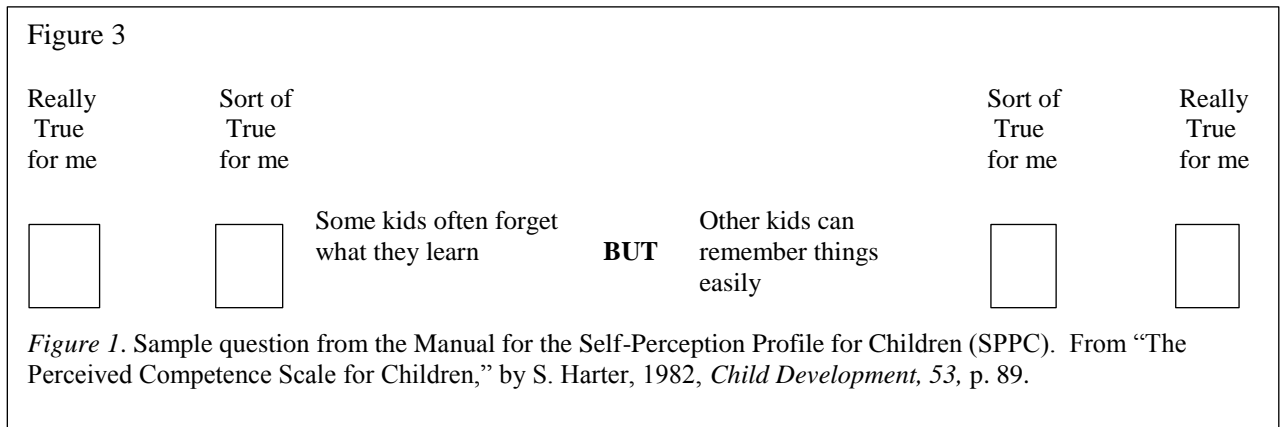 Figure 3
Really Sort of Sort of Really
True True True True
for me for me for me for me
Some kids often forget Other kids can
what they learn BUT remember things
easily
Figure 1. Sample question from the Manual for the Self-Perception Profile for Children (SPPC). From “The
Perceived Competence Scale for Children,” by S. Harter, 1982, Child Development, 53, p. 89.